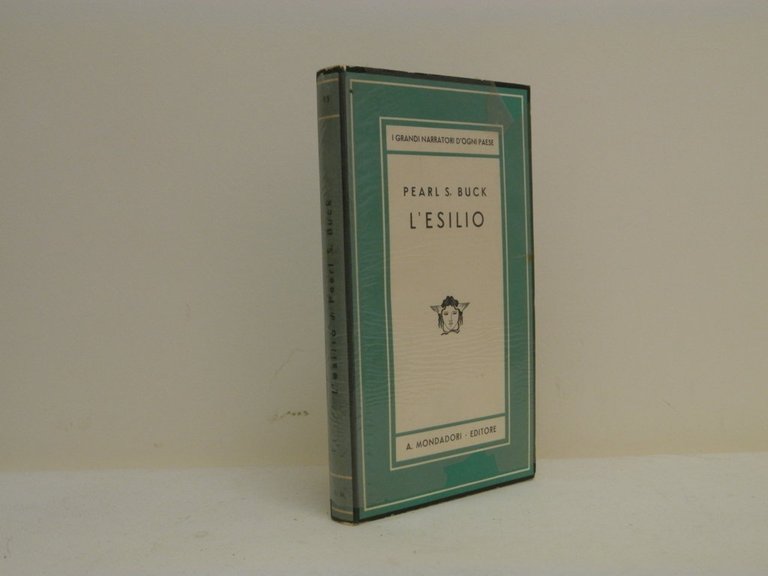 I GRANDI NARRATORI D'OGNI PAESE
PEARL S. BUCK
L'ESILIO
A. MONDADORI - EDITORE
L'esilio di Pearl S. Buck